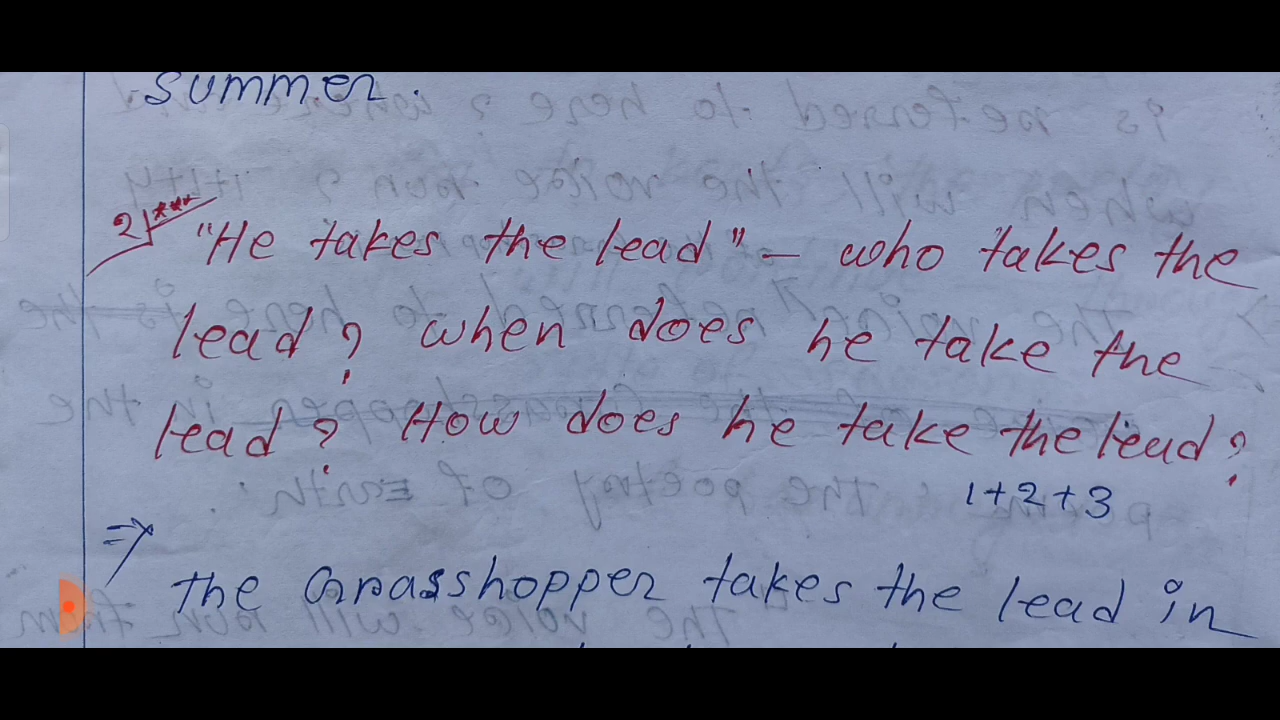 summer.
2) *** "He takes the lead" – who takes the
lead? when does he take the
lead? How does he take the lead?
1+2+3
⇒
The Grasshopper takes the lead in